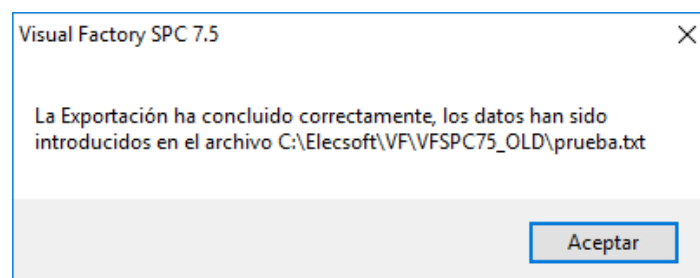 Visual Factory SPC 7.5
La Exportación ha concluido correctamente, los datos han sido
introducidos en el archivo C:\Elecsoft\VF\VFSPC75_OLD\prueba.txt
Aceptar